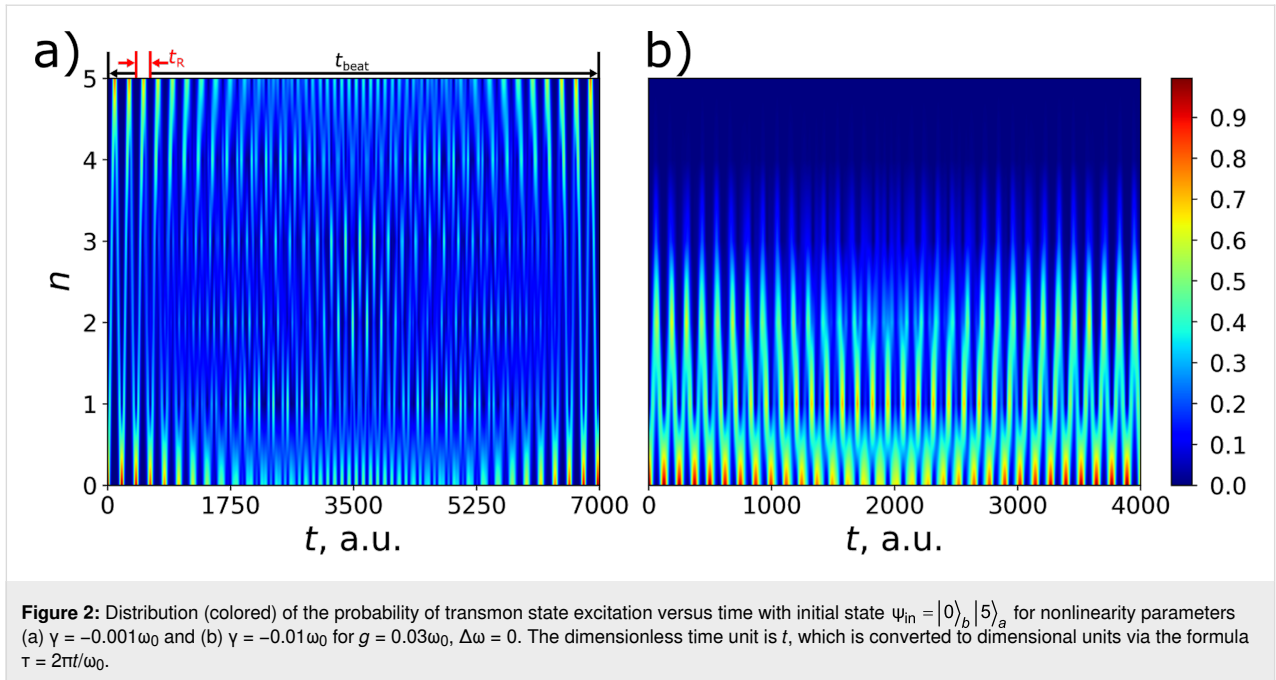 a)
b)
t_R
t_beat
5
4
3
2
1
0
n
0 1750 3500 5250 7000
t, a.u.
0 1000 2000 3000 4000
t, a.u.
0.9
0.8
0.7
0.6
0.5
0.4
0.3
0.2
0.1
0.0
Figure 2: Distribution (colored) of the probability of transmon state excitation versus time with initial state ψ_in = |0⟩_b |5⟩_a for nonlinearity parameters
(a) γ = −0.001ω₀ and (b) γ = −0.01ω₀ for g = 0.03ω₀, Δω = 0. The dimensionless time unit is t, which is converted to dimensional units via the formula
τ = 2πt/ω₀.